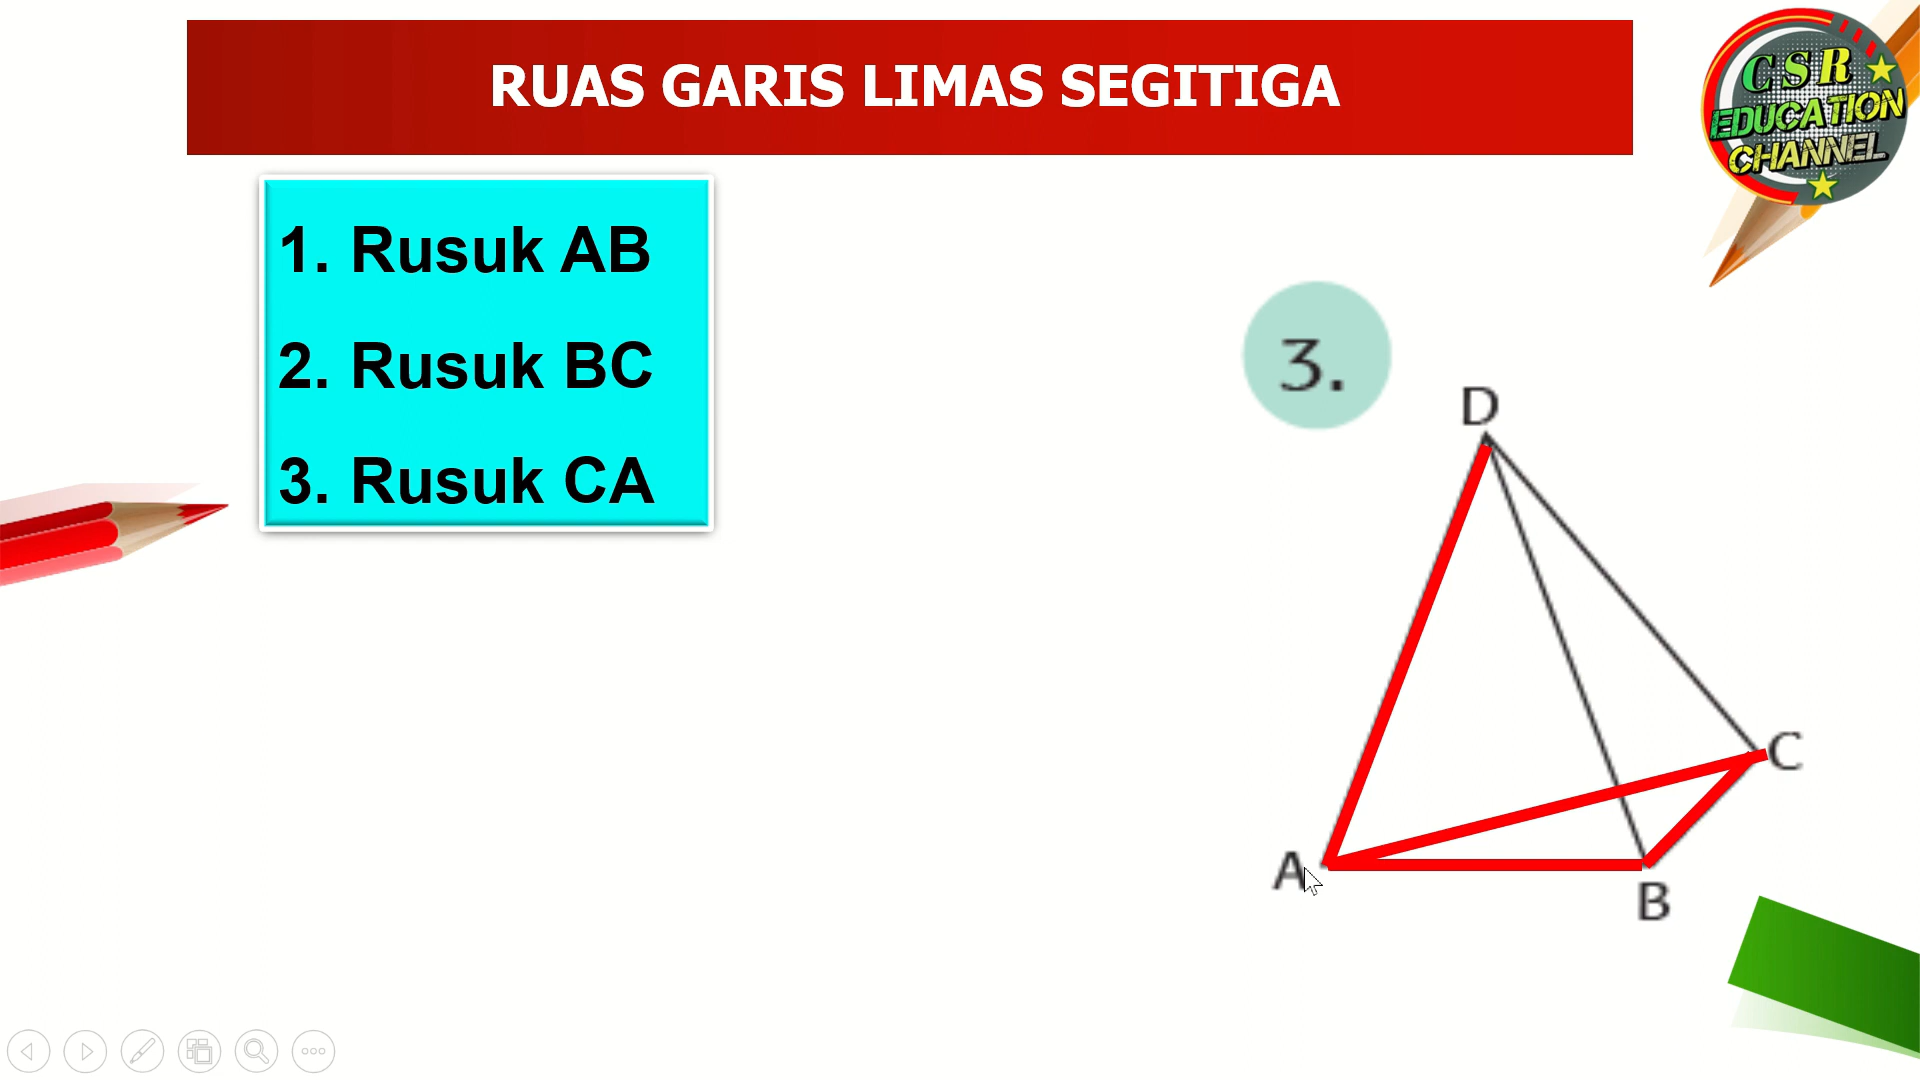 RUAS GARIS LIMAS SEGITIGA
CSR
EDUCATION
CHANNEL
1. Rusuk AB
2. Rusuk BC
3. Rusuk CA
3.
D
C
A
B